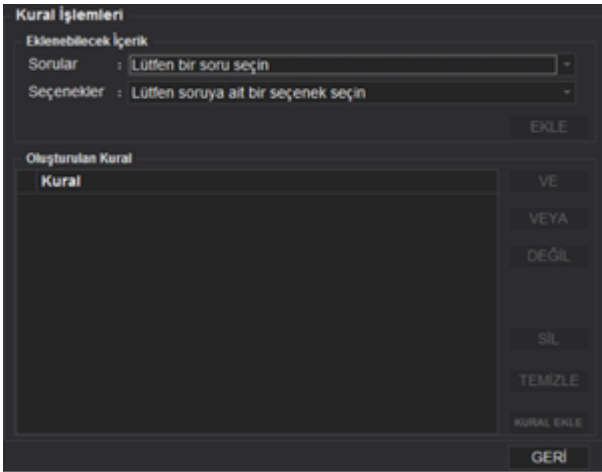 Kural İşlemleri
Eklenebilecek İçerik
Sorular : Lütfen bir soru seçin
Seçenekler : Lütfen soruya ait bir seçenek seçin
EKLE
Oluşturulan Kural
Kural
VE
VEYA
DEĞİL
SİL
TEMİZLE
KURAL EKLE
GERİ